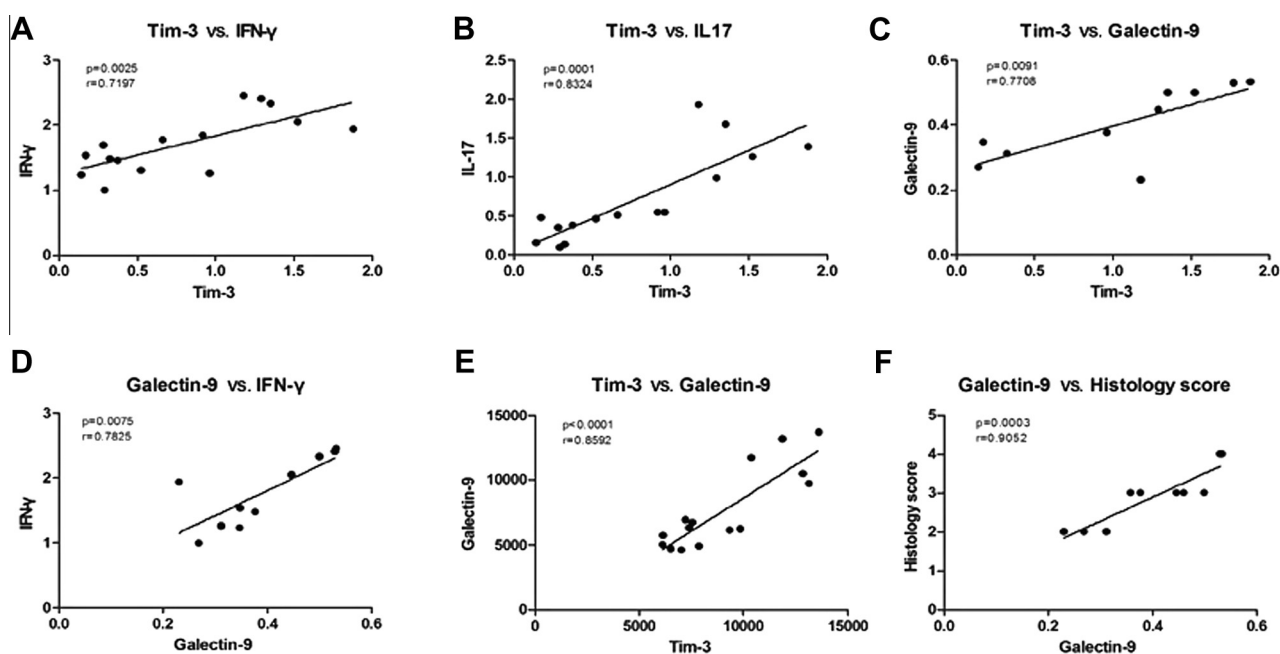 A
Tim-3 vs. IFN-γ
p=0.0025
r=0.7197
3
2
1
0
IFN-γ
0.0 0.5 1.0 1.5 2.0
Tim-3
B
Tim-3 vs. IL17
p=0.0001
r=0.8324
2.5
2.0
1.5
1.0
0.5
0.0
IL-17
0.0 0.5 1.0 1.5 2.0
Tim-3
C
Tim-3 vs. Galectin-9
p=0.0091
r=0.7708
0.6
0.4
0.2
0.0
Galectin-9
0.0 0.5 1.0 1.5 2.0
Tim-3
D
Galectin-9 vs. IFN-γ
p=0.0075
r=0.7825
3
2
1
0
IFN-γ
0.0 0.2 0.4 0.6
Galectin-9
E
Tim-3 vs. Galectin-9
p<0.0001
r=0.8592
15000
10000
5000
0
Galectin-9
0 5000 10000 15000
Tim-3
F
Galectin-9 vs. Histology score
p=0.0003
r=0.9052
5
4
3
2
1
0
Histology score
0.0 0.2 0.4 0.6
Galectin-9